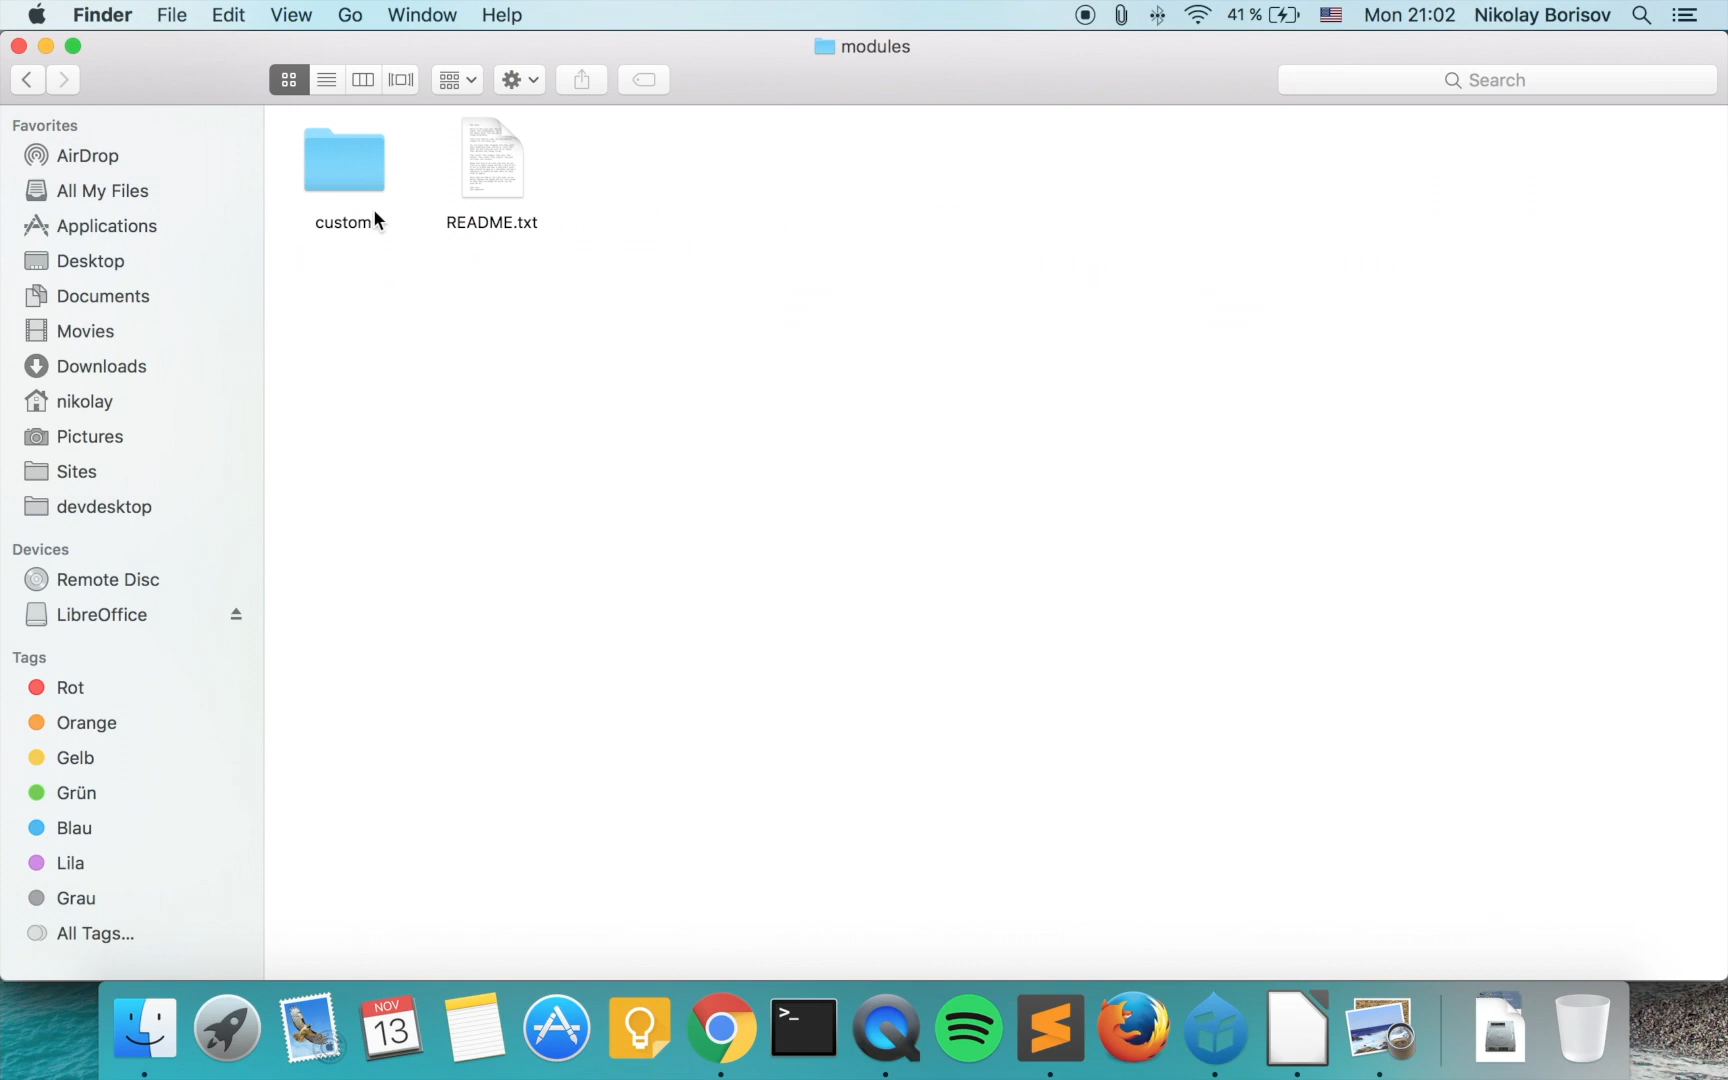 Finder File Edit View Go Window Help 41 % Mon 21:02 Nikolay Borisov
modules
Search
Favorites
AirDrop
All My Files
Applications
Desktop
Documents
Movies
Downloads
nikolay
Pictures
Sites
devdesktop
Devices
Remote Disc
LibreOffice
Tags
Rot
Orange
Gelb
Grün
Blau
Lila
Grau
All Tags...
custom
README.txt
NOV
13
>_